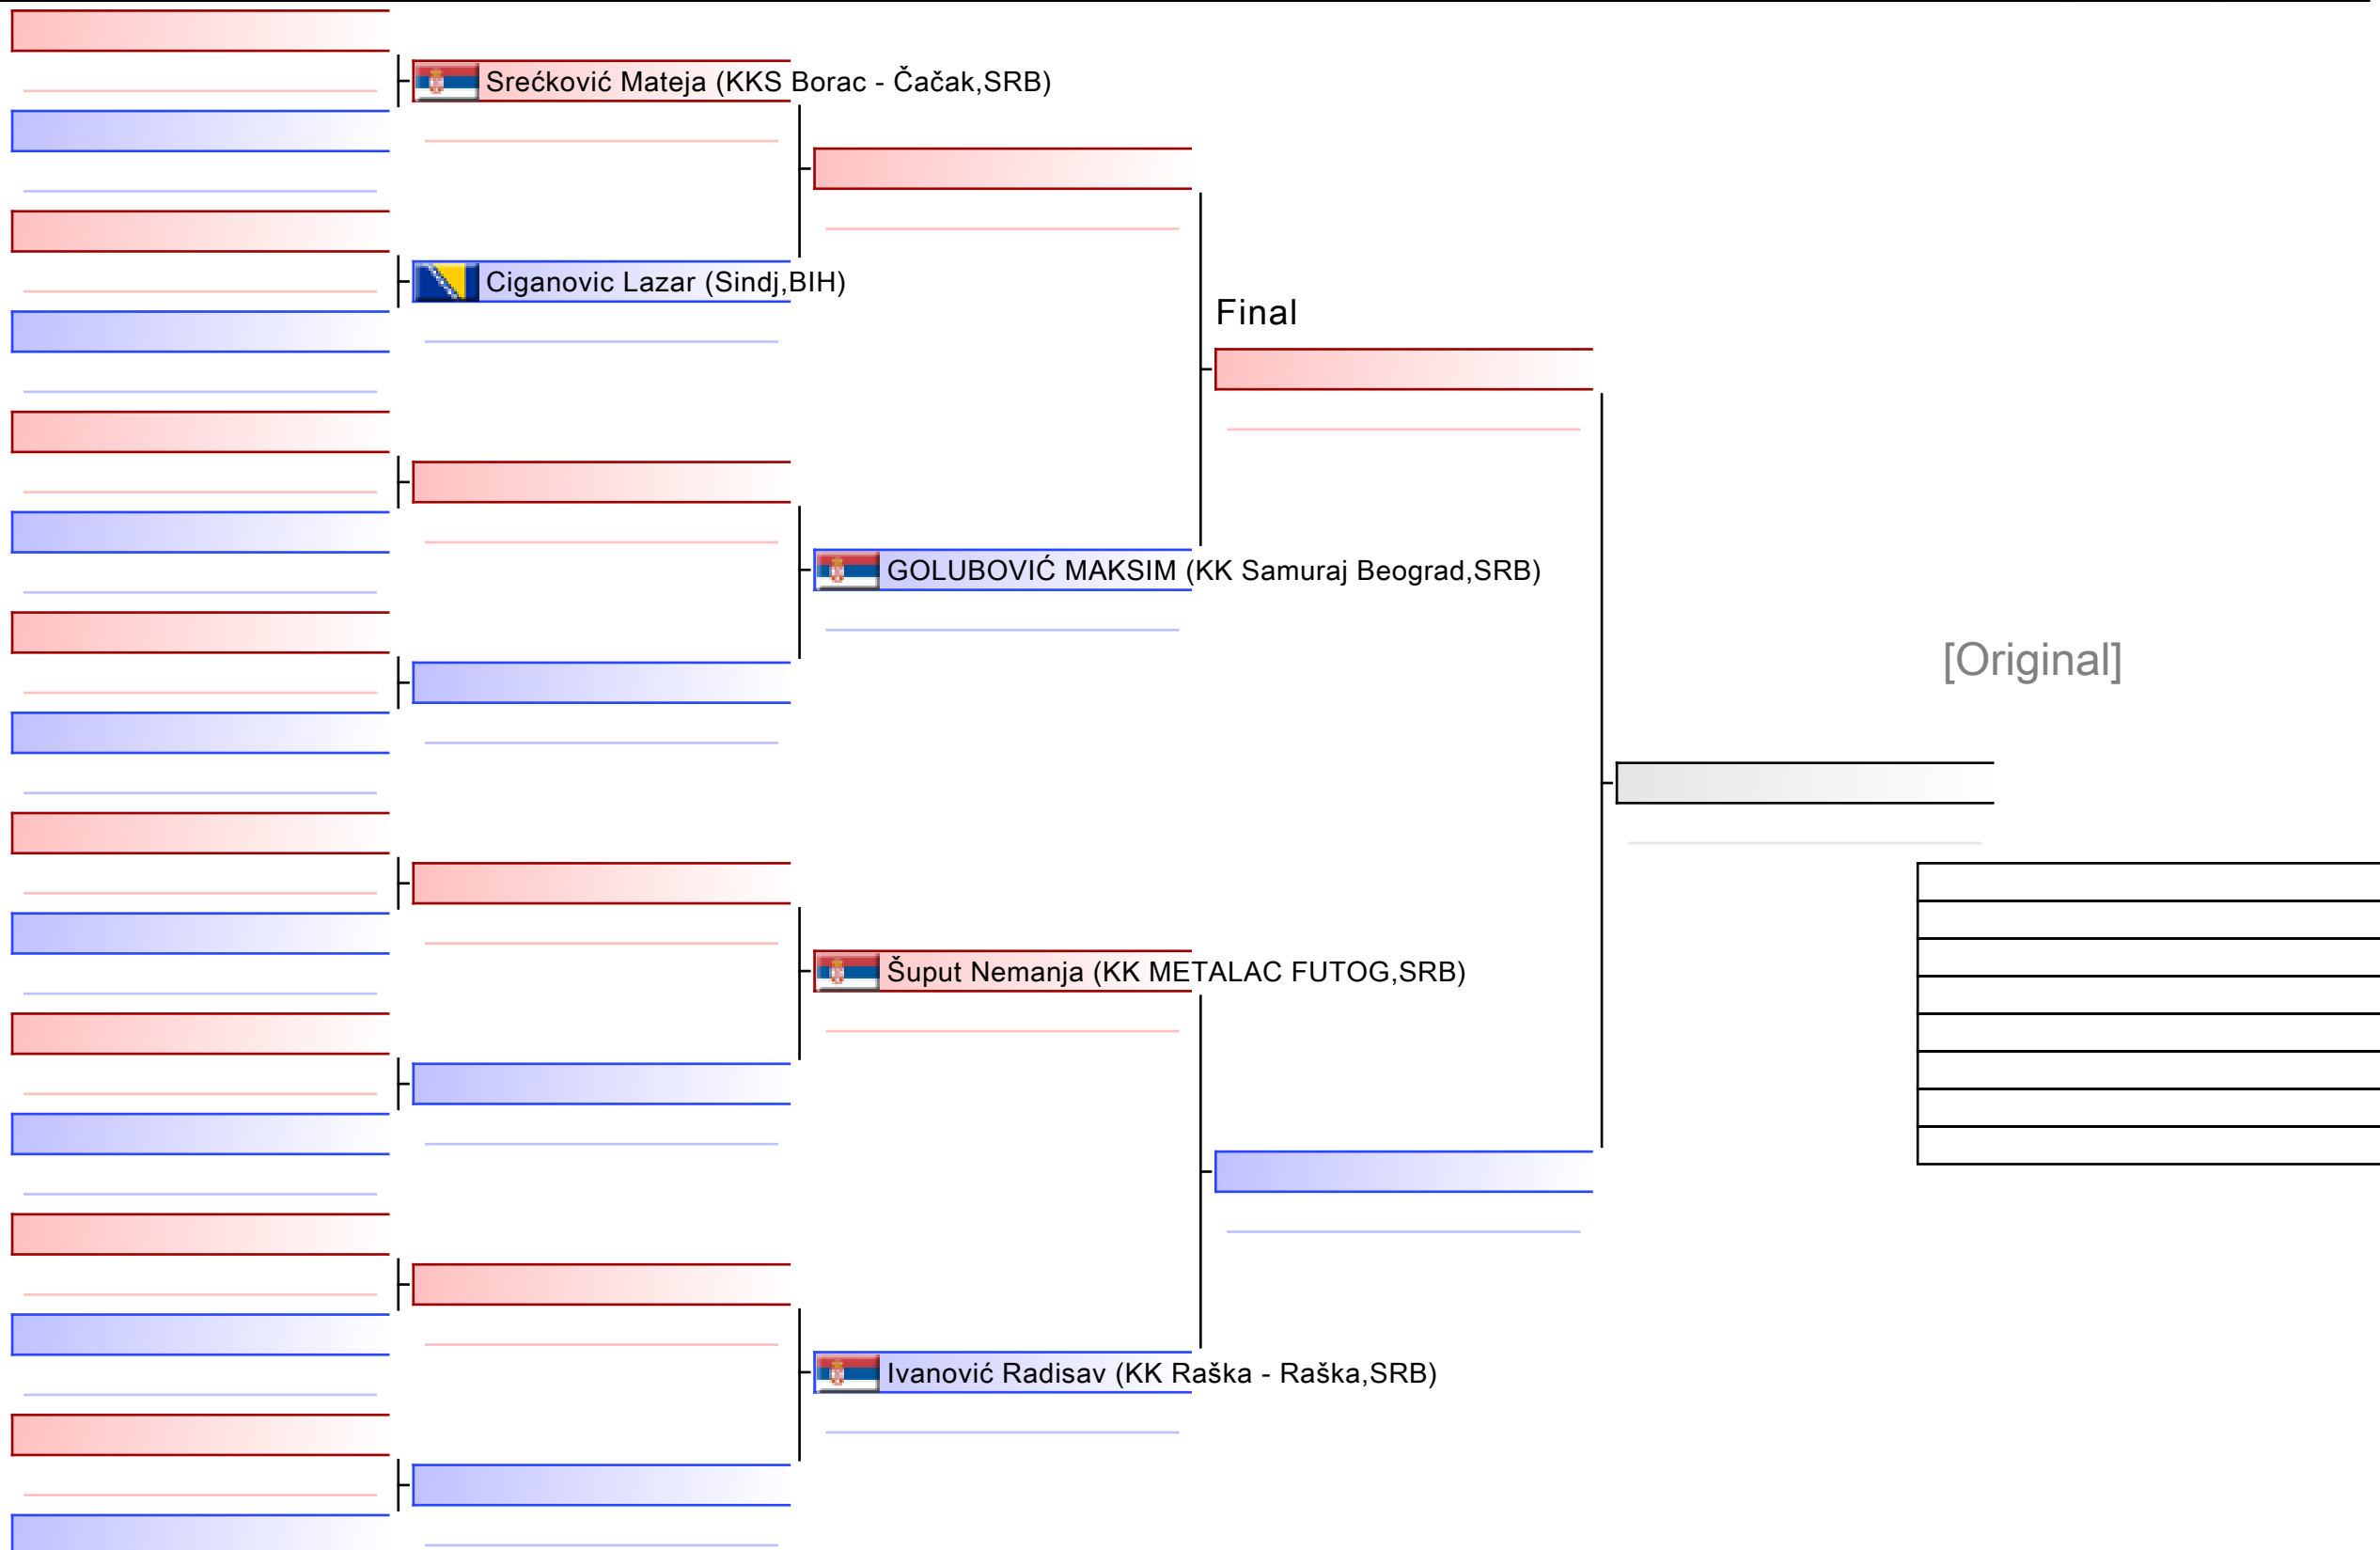 Srećković Mateja (KKS Borac - Čačak,SRB)
Ciganovic Lazar (Sindj,BIH)
Final
GOLUBOVIĆ MAKSIM (KK Samuraj Beograd,SRB)
[Original]
Šuput Nemanja (KK METALAC FUTOG,SRB)
Ivanović Radisav (KK Raška - Raška,SRB)